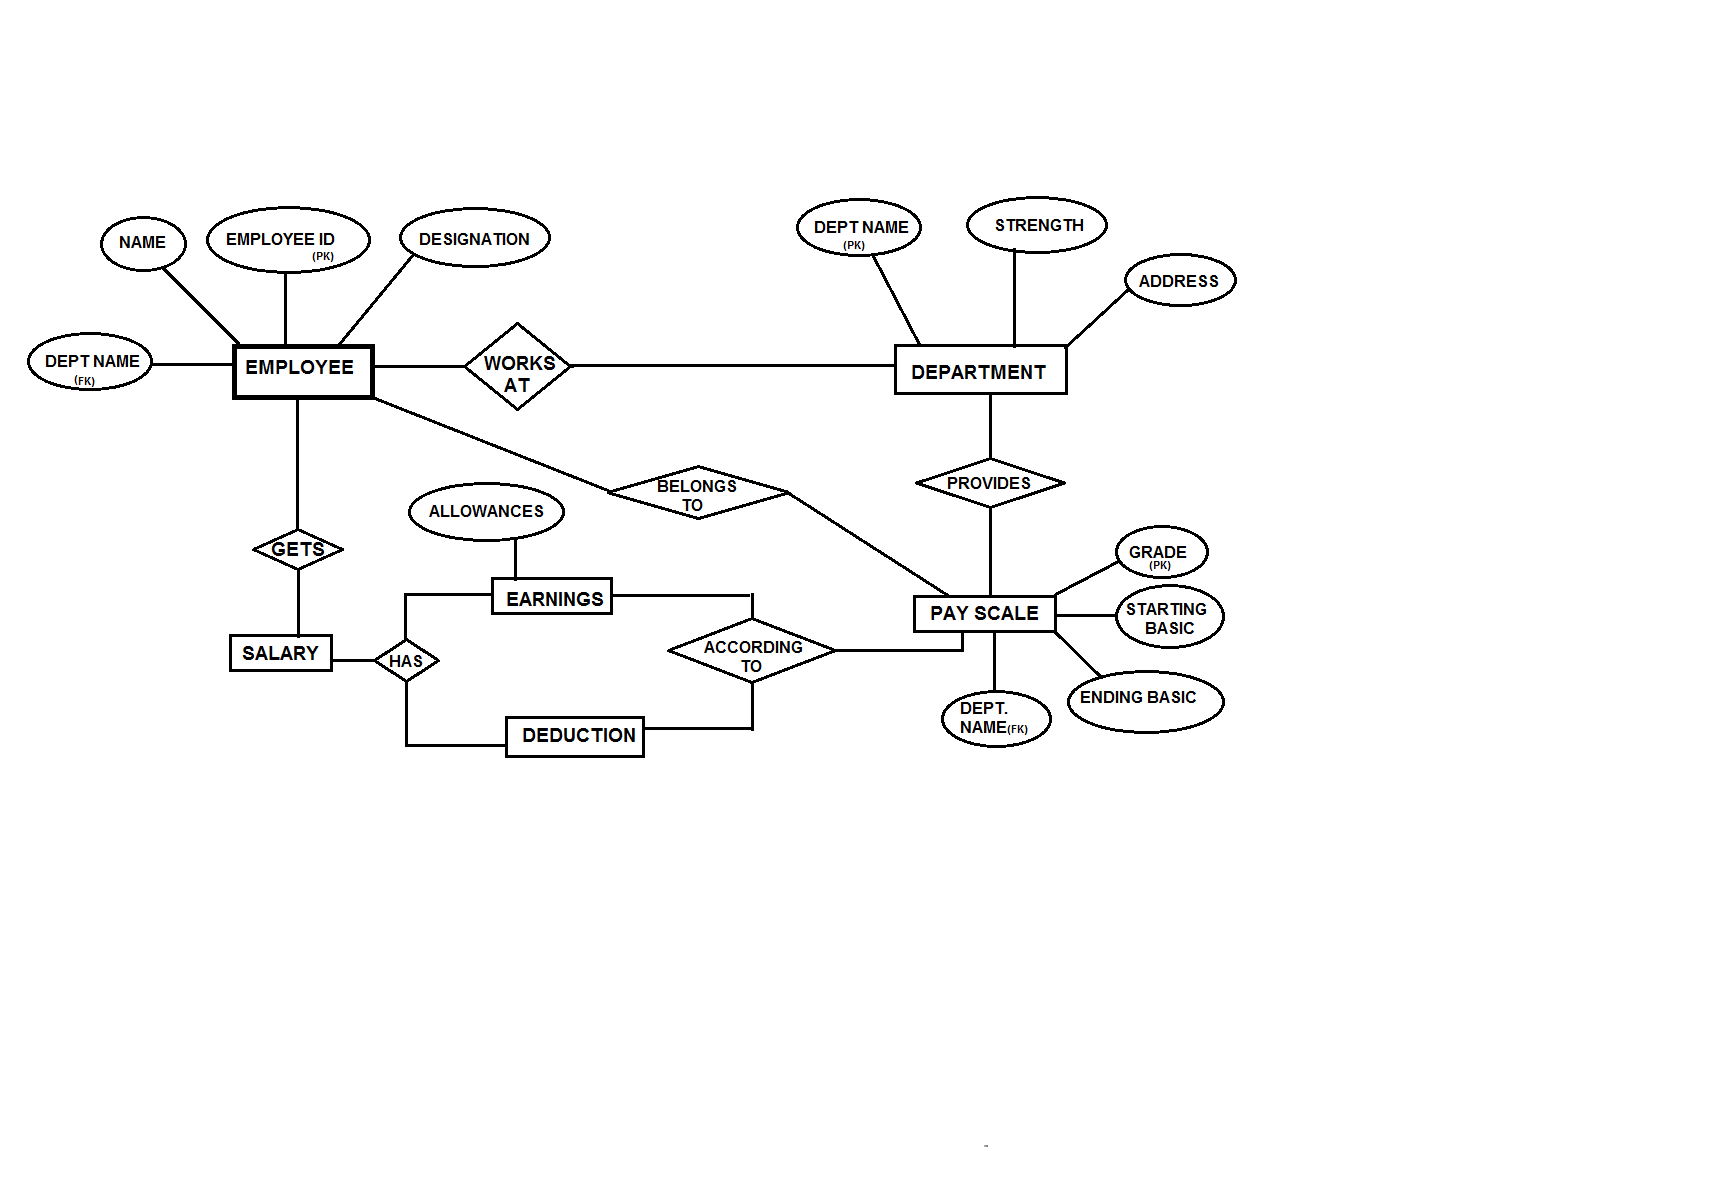 DEPT NAME
(PK)
STRENGTH
NAME
EMPLOYEE ID
(PK)
DESIGNATION
ADDRESS
DEPT NAME
(FK)
EMPLOYEE
WORKS
AT
DEPARTMENT
BELONGS
TO
PROVIDES
ALLOWANCES
GETS
GRADE
(PK)
EARNINGS
PAY SCALE
STARTING
BASIC
SALARY
HAS
ACCORDING
TO
ENDING BASIC
DEPT.
NAME(FK)
DEDUCTION